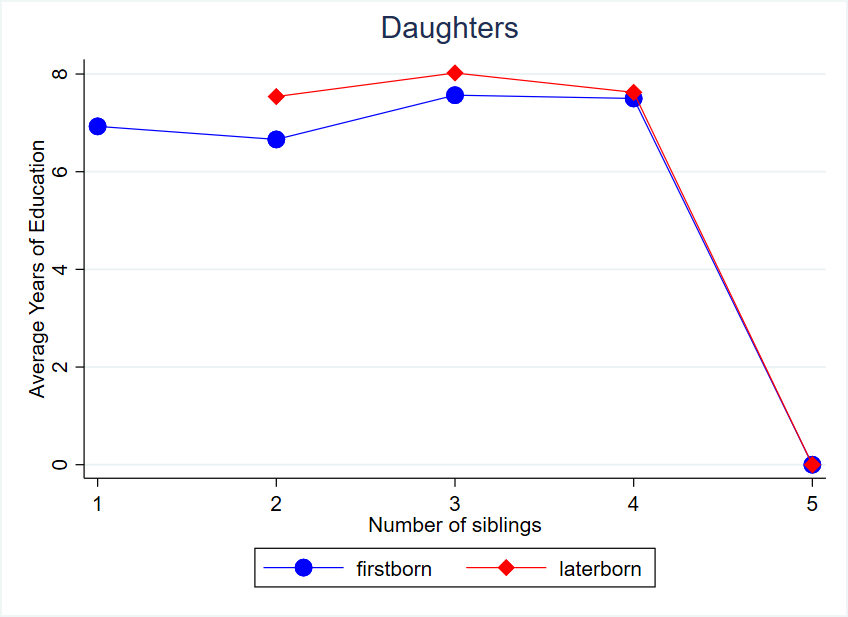 Daughters
Average Years of Education
8
6
4
2
0
1 2 3 4 5
Number of siblings
firstborn laterborn